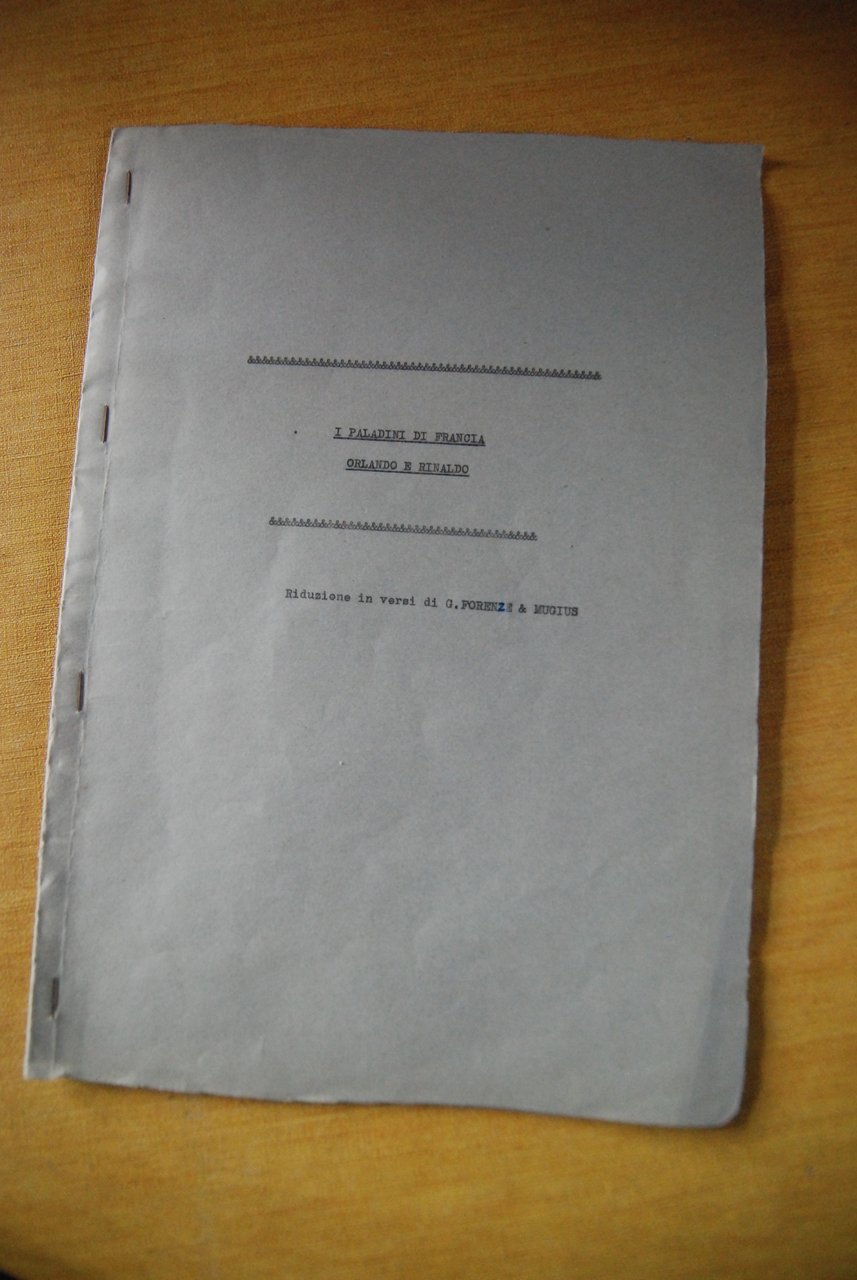 &&&&&&&&&&&&&&&&&&&&&&&&&&&&&&&&&&&&&&&&&&&&&&&&&
I PALADINI DI FRANCIA
ORLANDO E RINALDO
&&&&&&&&&&&&&&&&&&&&&&&&&&&&&&&&&&&&&
Riduzione in versi di G.FORENZE & MUGIUS